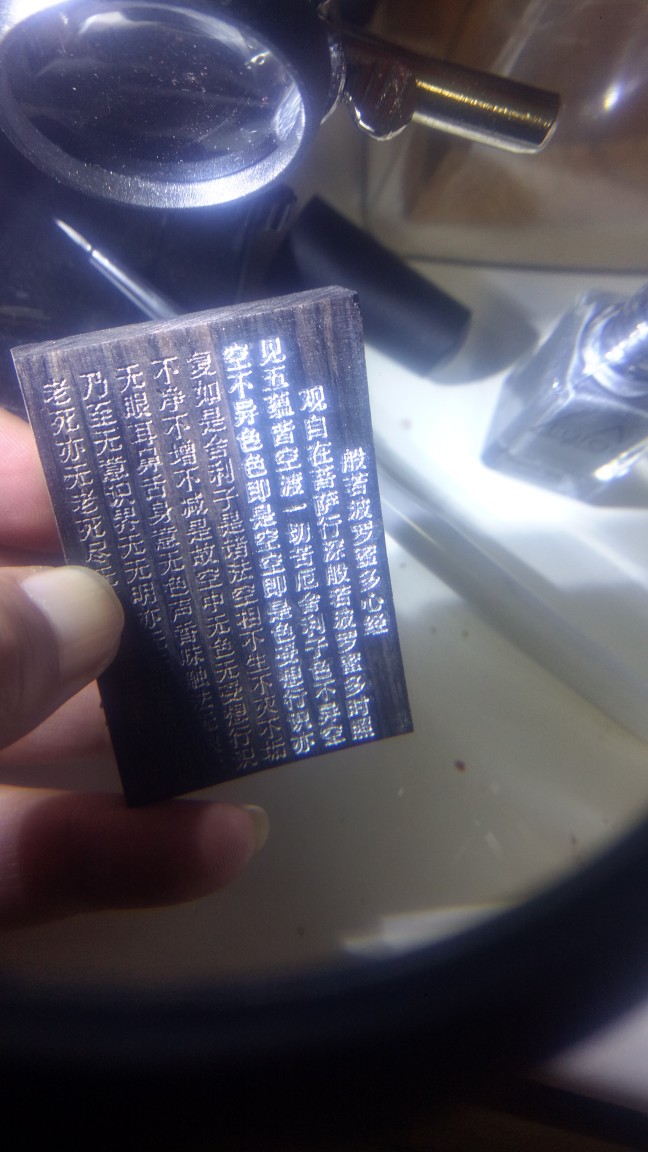 般若波罗蜜多心经
观自在菩萨行深般若波罗蜜多时照
见五蕴皆空渡一切苦厄舍利子色不异空
空不异色色即是空空即是色受想行识亦
复如是舍利子是诸法空相不生不灭不垢
不净不增不减是故空中无色无受想行识
无眼耳鼻舌身意无色声香味触法
乃至无意识界无无明亦无
老死亦无老死尽无